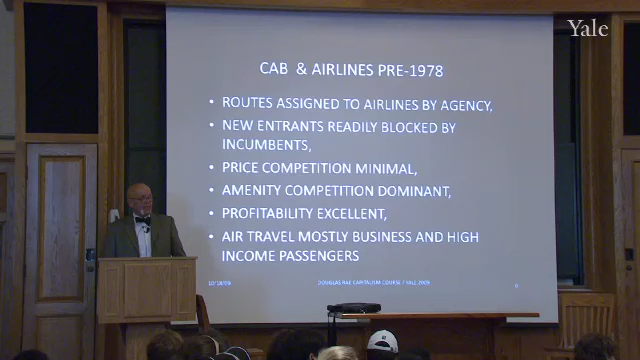 Yale
CAB & AIRLINES PRE-1978
• ROUTES ASSIGNED TO AIRLINES BY AGENCY,
• NEW ENTRANTS READILY BLOCKED BY
INCUMBENTS,
• PRICE COMPETITION MINIMAL,
• AMENITY COMPETITION DOMINANT,
• PROFITABILITY EXCELLENT,
• AIR TRAVEL MOSTLY BUSINESS AND HIGH
INCOME PASSENGERS
DOUGLAS RAE CAPITALISM COURSE / YALE